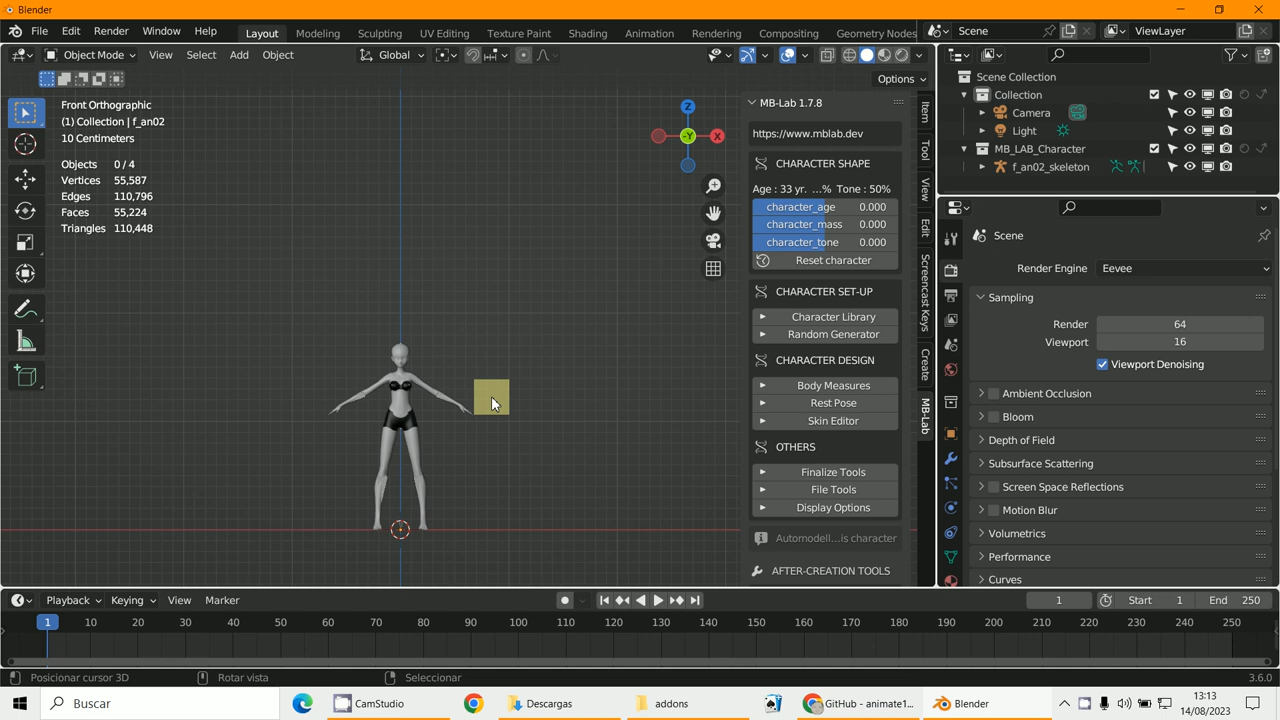 Blender
File Edit Render Window Help
Layout Modeling Sculpting UV Editing Texture Paint Shading Animation Rendering Compositing Geometry Nodes
Scene ViewLayer
Object Mode View Select Add Object Global
Options
Front Orthographic
(1) Collection | f_an02
10 Centimeters
Objects 0 / 4
Vertices 55,587
Edges 110,796
Faces 55,224
Triangles 110,448
Z
-Y
X
MB-Lab 1.7.8
https://www.mblab.dev
CHARACTER SHAPE
Age : 33 yr. ...% Tone : 50%
character_age 0.000
character_mass 0.000
character_tone 0.000
Reset character
CHARACTER SET-UP
Character Library
Random Generator
CHARACTER DESIGN
Body Measures
Rest Pose
Skin Editor
OTHERS
Finalize Tools
File Tools
Display Options
Automodell...is character
AFTER-CREATION TOOLS
Item
Tool
View
Edit
Screencast Keys
Create
MB-Lab
Scene Collection
Collection
Camera
Light
MB_LAB_Character
f_an02_skeleton
Scene
Render Engine Eevee
Sampling
Render 64
Viewport 16
Viewport Denoising
Ambient Occlusion
Bloom
Depth of Field
Subsurface Scattering
Screen Space Reflections
Motion Blur
Volumetrics
Performance
Curves
Playback Keying View Marker
1 Start 1 End 250
1 10 20 30 40 50 60 70 80 90 100 110 120 130 140 150 160 170 180 190 200 210 220 230 240 250
Posicionar cursor 3D Rotar vista Seleccionar 3.6.0
Buscar CamStudio Descargas addons GitHub - animate1... Blender
13:13
14/08/2023